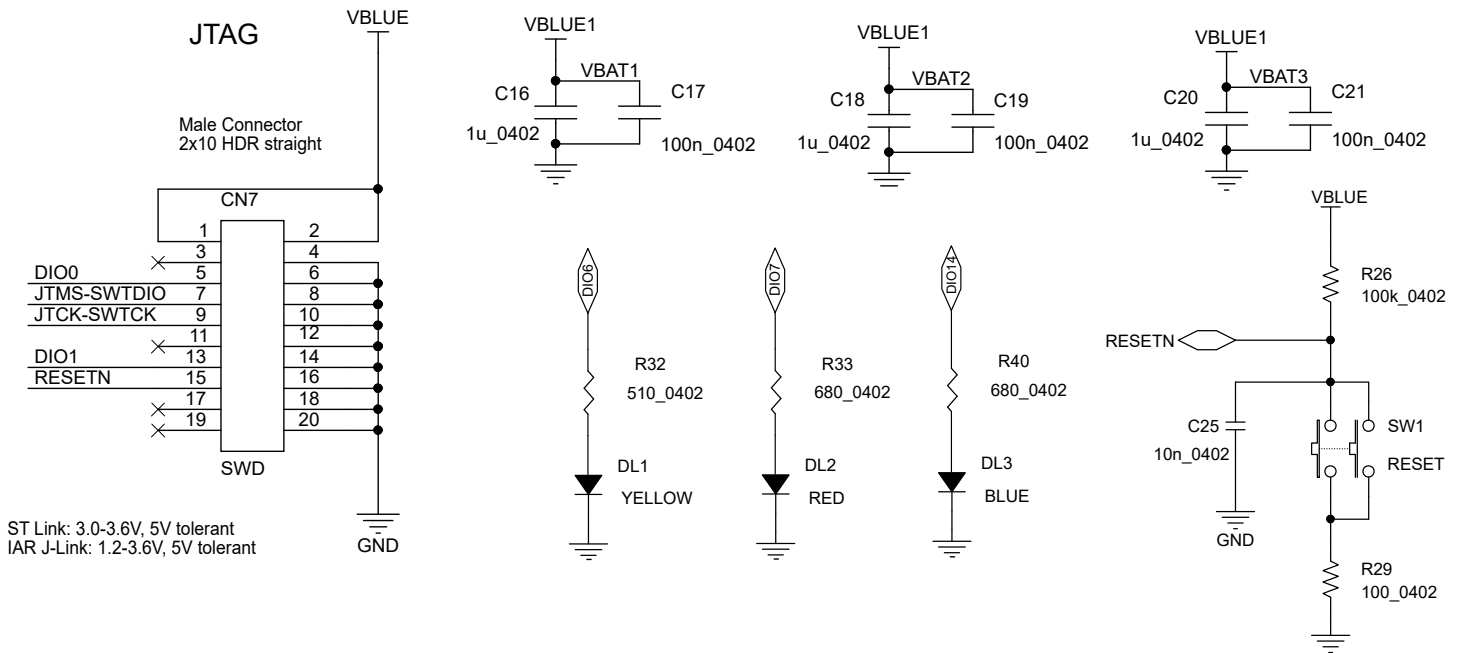 JTAG
VBLUE
Male Connector
2x10 HDR straight
CN7
1 2
3 4
DIO0 5 6
JTMS-SWTDIO 7 8
JTCK-SWTCK 9 10
11 12
DIO1 13 14
RESETN 15 16
17 18
19 20
SWD
GND
ST Link: 3.0-3.6V, 5V tolerant
IAR J-Link: 1.2-3.6V, 5V tolerant
VBLUE1
VBAT1
C16
1u_0402
C17
100n_0402
VBLUE1
VBAT2
C18
1u_0402
C19
100n_0402
VBLUE1
VBAT3
C20
1u_0402
C21
100n_0402
DIO6
R32
510_0402
DL1
YELLOW
DIO7
R33
680_0402
DL2
RED
DIO14
R40
680_0402
DL3
BLUE
VBLUE
R26
100k_0402
RESETN
C25
10n_0402
GND
SW1
RESET
R29
100_0402